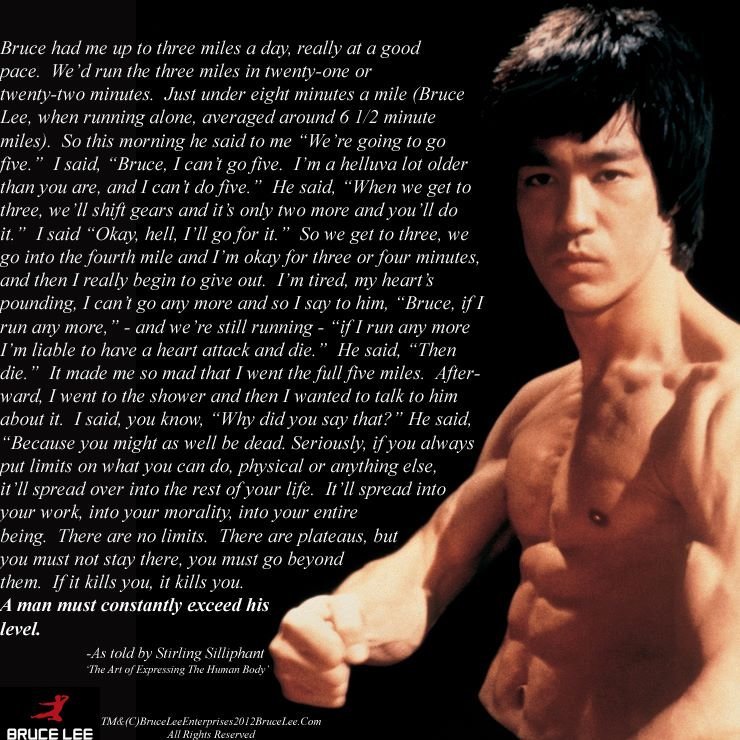 Bruce had me up to three miles a day, really at a good
pace.  We'd run the three miles in twenty-one or
twenty-two minutes.  Just under eight minutes a mile (Bruce
Lee, when running alone, averaged around 6 1/2 minute
miles).  So this morning he said to me “We're going to go
five.”  I said, “Bruce, I can't go five.  I'm a helluva lot older
than you are, and I can't do five.”  He said, “When we get to
three, we'll shift gears and it's only two more and you'll do
it.”  I said “Okay, hell, I'll go for it.”  So we get to three, we
go into the fourth mile and I'm okay for three or four minutes,
and then I really begin to give out.  I'm tired, my heart's
pounding, I can't go any more and so I say to him, “Bruce, if I
run any more,” - and we're still running - “if I run any more
I'm liable to have a heart attack and die.”  He said, “Then
die.”  It made me so mad that I went the full five miles.  After-
ward, I went to the shower and then I wanted to talk to him
about it.  I said, you know, “Why did you say that?” He said,
“Because you might as well be dead. Seriously, if you always
put limits on what you can do, physical or anything else,
it'll spread over into the rest of your life.  It'll spread into
your work, into your morality, into your entire
being.  There are no limits.  There are plateaus, but
you must not stay there, you must go beyond
them.  If it kills you, it kills you.
A man must constantly exceed his
level.
-As told by Stirling Silliphant
‘The Art of Expressing The Human Body’
BRUCE LEE
TM&(C)BruceLeeEnterprises2012BruceLee.Com
All Rights Reserved